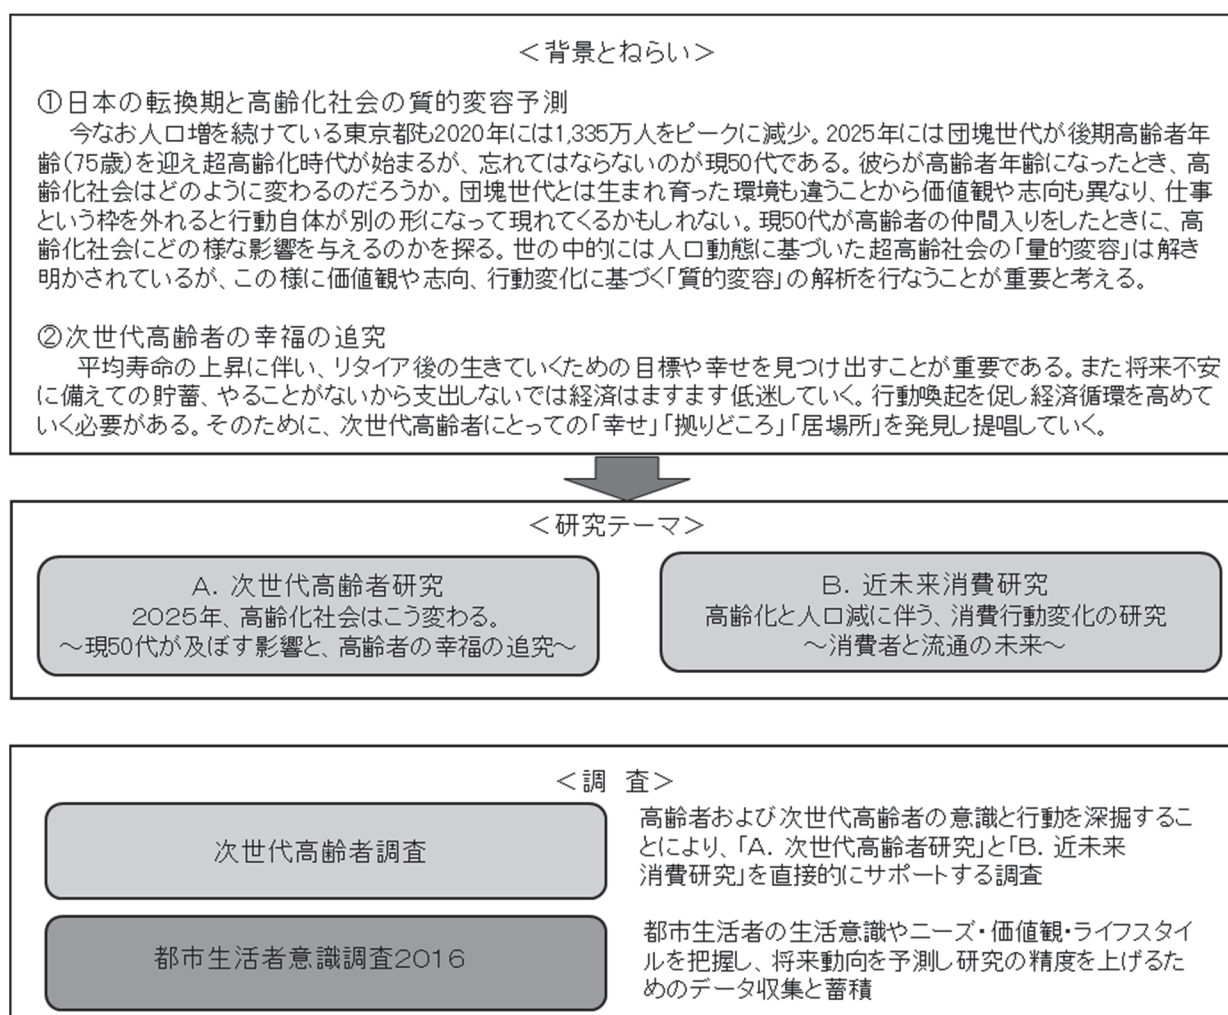 ＜背景とねらい＞
①日本の転換期と高齢化社会の質的変容予測
今なお人口増を続けている東京都も2020年には1,335万人をピークに減少。2025年には団塊世代が後期高齢者年
齢(75歳)を迎え超高齢化時代が始まるが、忘れてはならないのが現50代である。彼らが高齢者年齢になったとき、高
齢化社会はどのように変わるのだろうか。団塊世代とは生まれ育った環境も違うことから価値観や志向も異なり、仕事
という枠を外れると行動自体が別の形になって現れてくるかもしれない。現50代が高齢者の仲間入りをしたときに、高
齢化社会にどの様な影響を与えるのかを探る。世の中的には人口動態に基づいた超高齢社会の「量的変容」は解き
明かされているが、この様に価値観や志向、行動変化に基づく「質的変容」の解析を行なうことが重要と考える。
②次世代高齢者の幸福の追究
平均寿命の上昇に伴い、リタイア後の生きていくための目標や幸せを見つけ出すことが重要である。また将来不安
に備えての貯蓄、やることがないから支出しないでは経済はますます低迷していく。行動喚起を促し経済循環を高めて
いく必要がある。そのために、次世代高齢者にとっての「幸せ」「拠りどころ」「居場所」を発見し提唱していく。
＜研究テーマ＞
A. 次世代高齢者研究
2025年、高齢化社会はこう変わる。
～現50代が及ぼす影響と、高齢者の幸福の追究～
B. 近未来消費研究
高齢化と人口減に伴う、消費行動変化の研究
～消費者と流通の未来～
＜調 査＞
次世代高齢者調査
高齢者および次世代高齢者の意識と行動を深掘するこ
とにより、「A. 次世代高齢者研究」と「B. 近未来
消費研究」を直接的にサポートする調査
都市生活者意識調査2016
都市生活者の生活意識やニーズ・価値観・ライフスタイ
ルを把握し、将来動向を予測し研究の精度を上げるた
めのデータ収集と蓄積